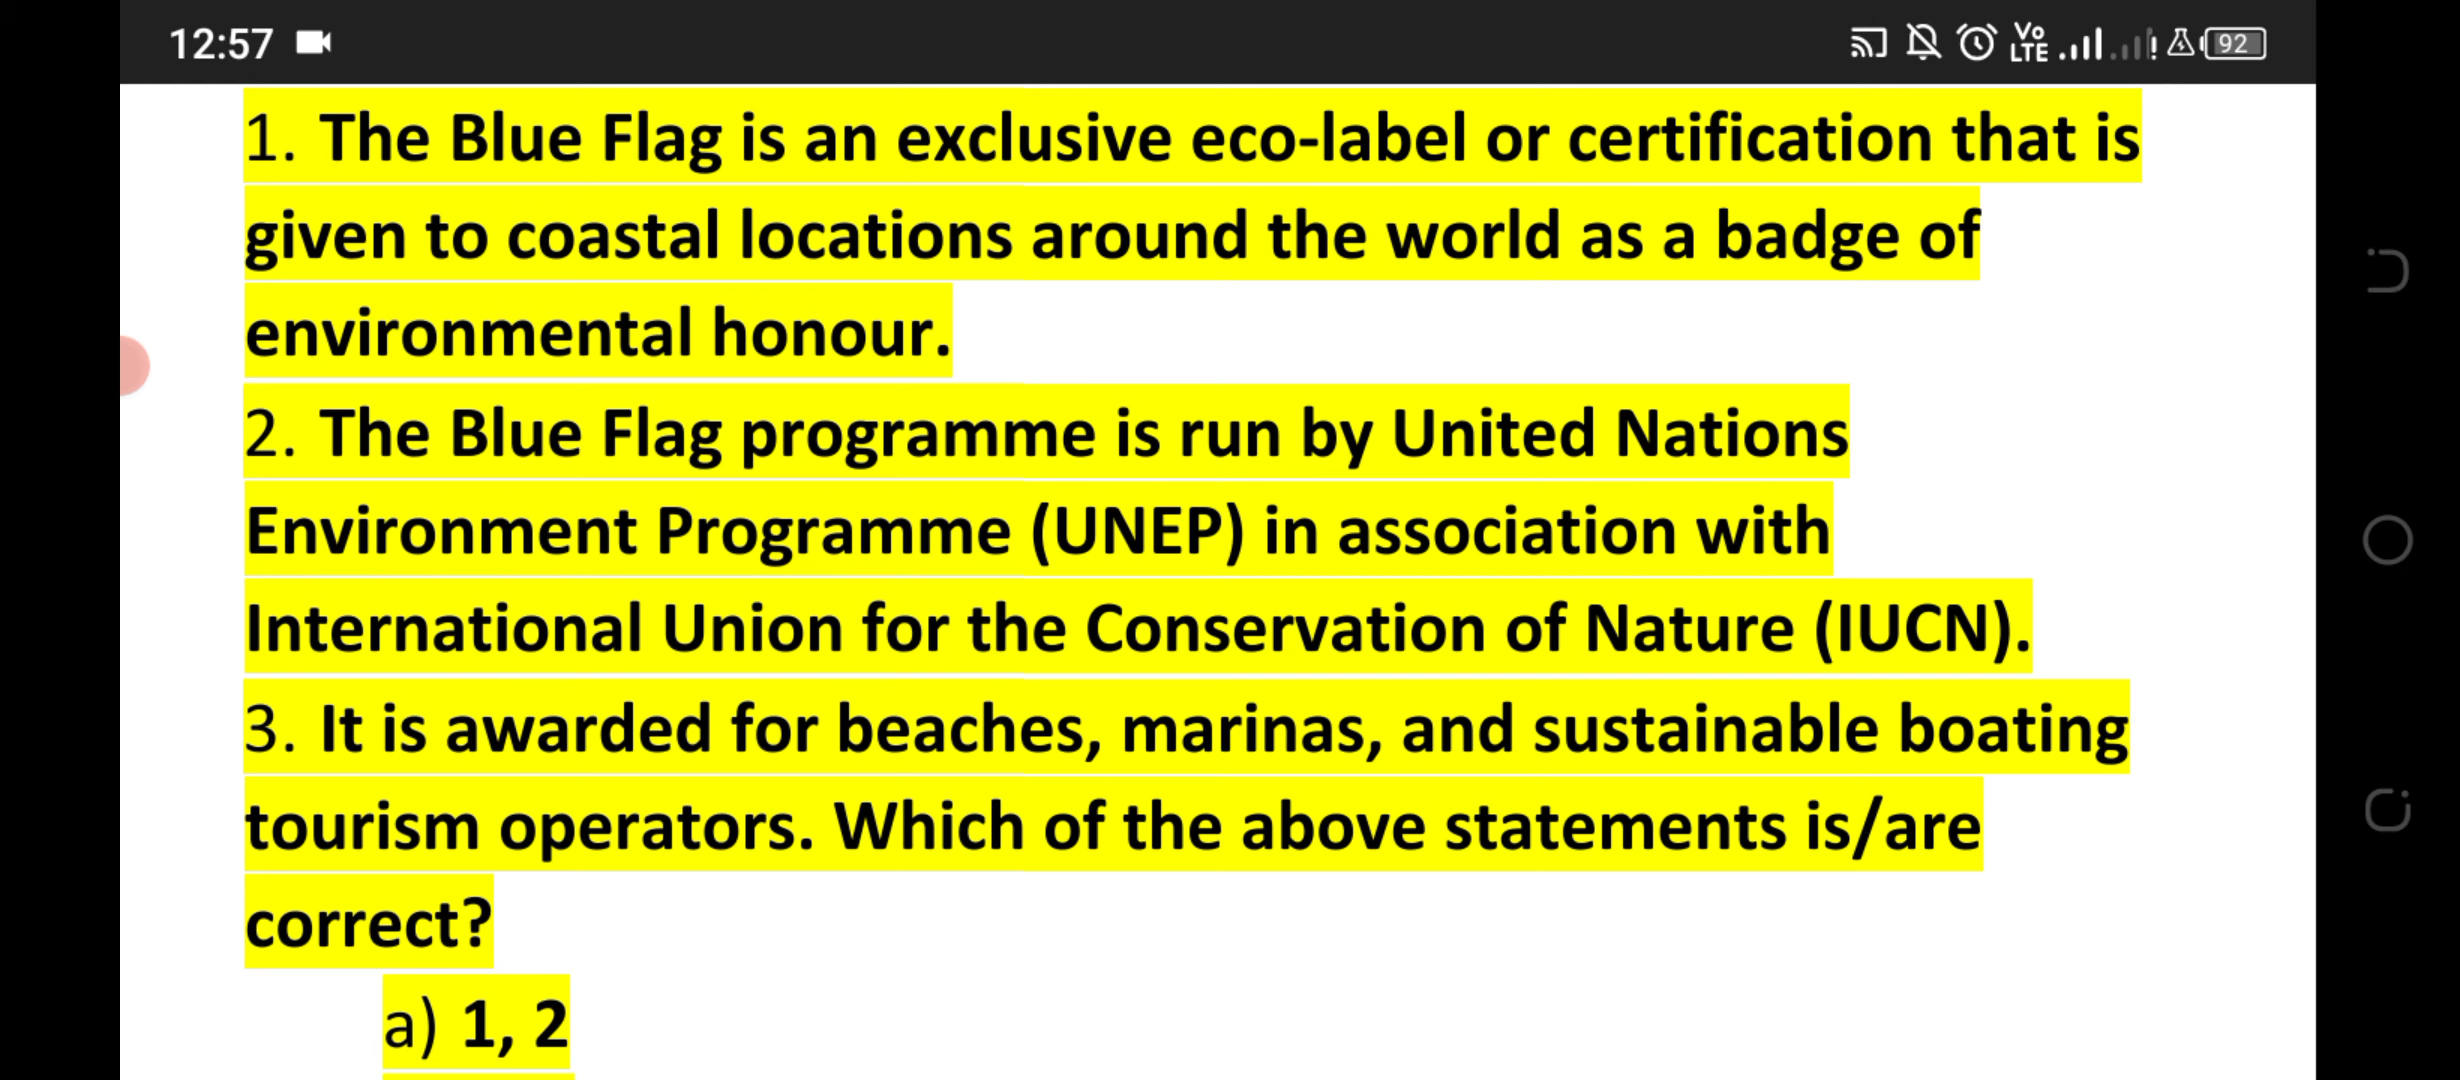 12:57 Vo LTE 92
1. The Blue Flag is an exclusive eco-label or certification that is
given to coastal locations around the world as a badge of
environmental honour.
2. The Blue Flag programme is run by United Nations
Environment Programme (UNEP) in association with
International Union for the Conservation of Nature (IUCN).
3. It is awarded for beaches, marinas, and sustainable boating
tourism operators. Which of the above statements is/are
correct?
a) 1, 2